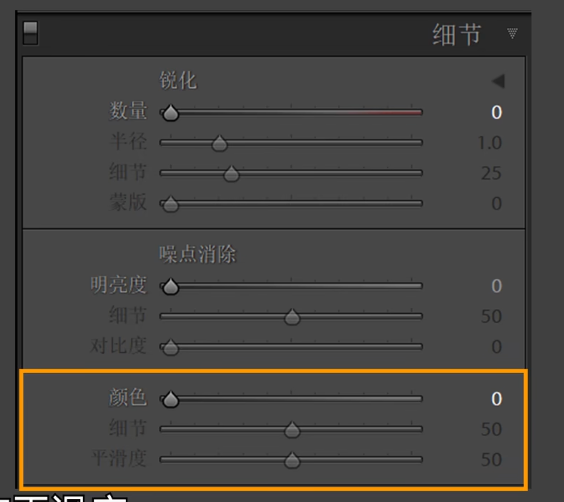 细节
锐化
数量 0
半径 1.0
细节 25
蒙版 0
噪点消除
明亮度 0
细节 50
对比度 0
颜色 0
细节 50
平滑度 50